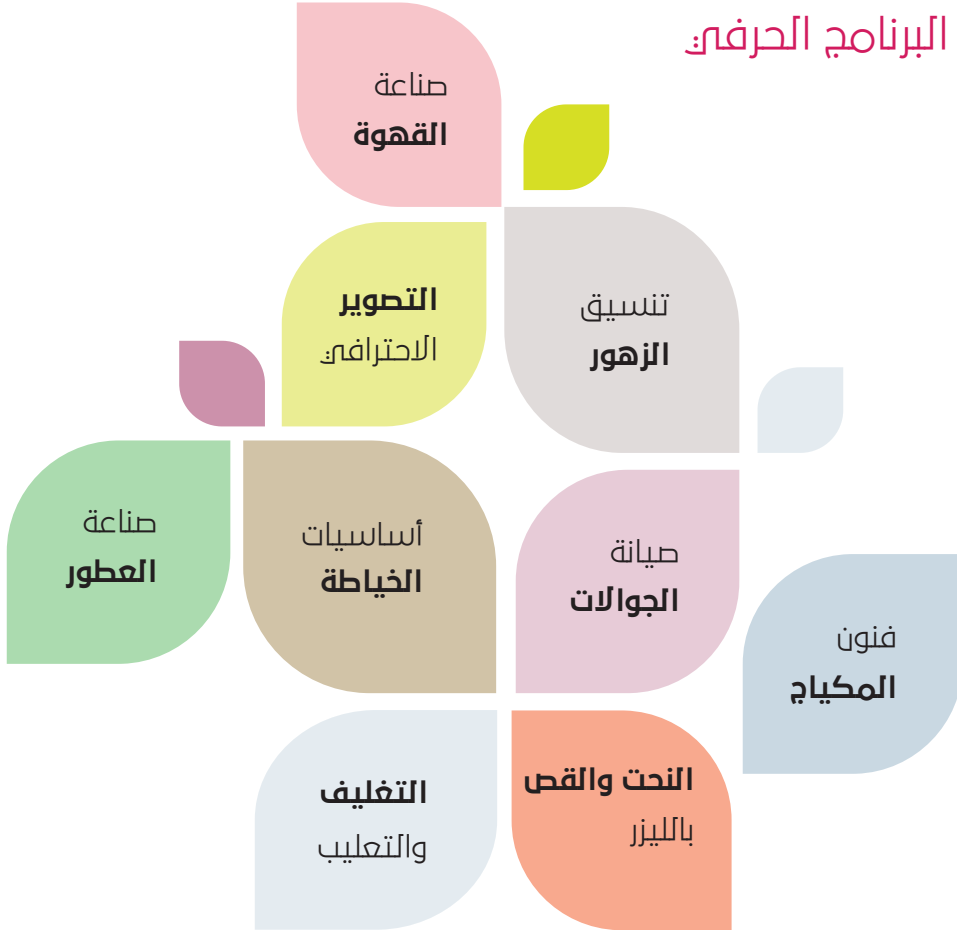 البرنامج الحرفي
صناعة
القهوة
تنسيق
الزهور
التصوير
الاحترافي
صيانة
الجوالات
أساسيات
الخياطة
صناعة
العطور
فنون
المكياج
النحت والقص
بالليزر
التغليف
والتعليب